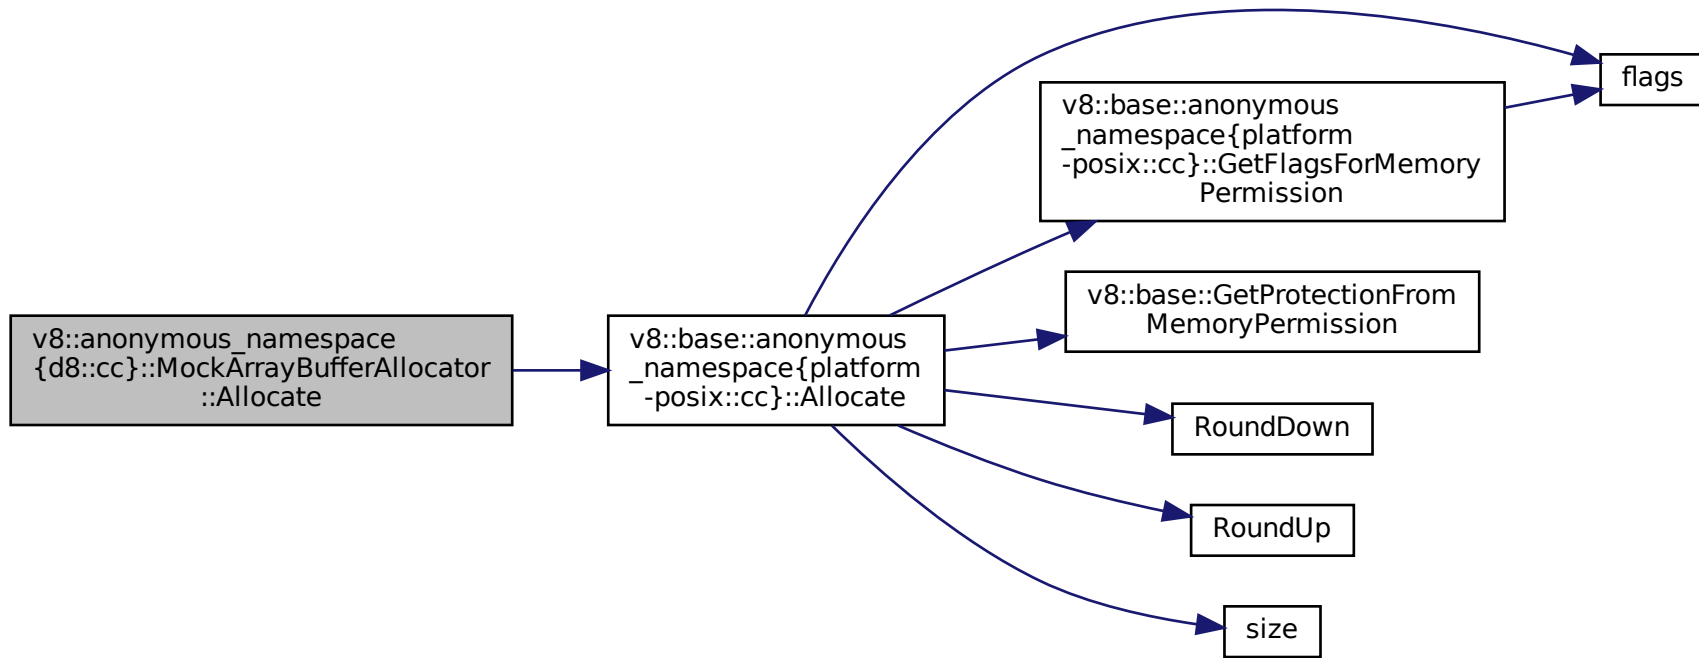 v8::anonymous_namespace
{d8::cc}::MockArrayBufferAllocator
::Allocate
v8::base::anonymous
_namespace{platform
-posix::cc}::Allocate
flags
v8::base::anonymous
_namespace{platform
-posix::cc}::GetFlagsForMemory
Permission
v8::base::GetProtectionFrom
MemoryPermission
RoundDown
RoundUp
size